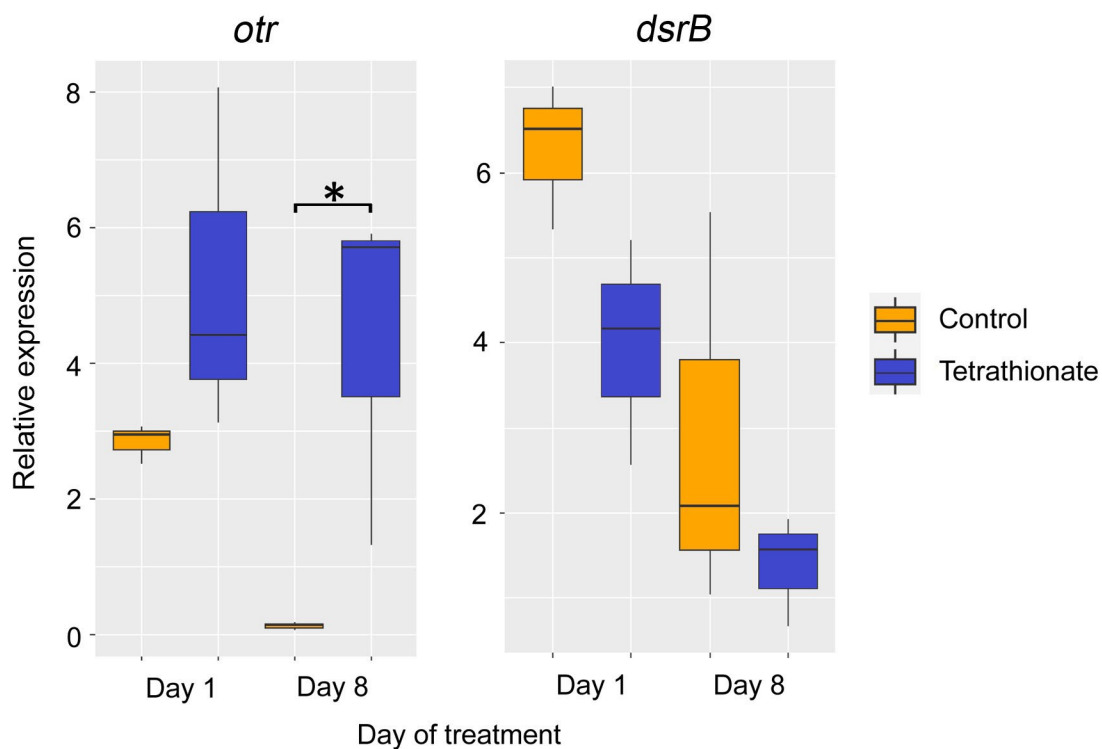 otr
dsrB
8
6
4
2
0
*
6
4
2
Relative expression
Control
Tetrathionate
Day 1
Day 8
Day 1
Day 8
Day of treatment